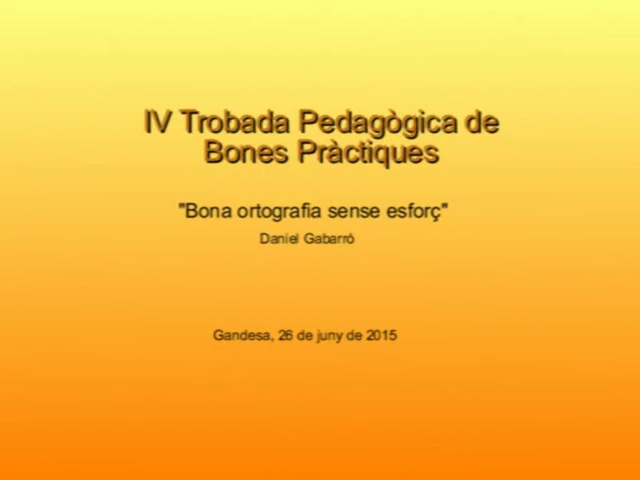 IV Trobada Pedagògica de
Bones Pràctiques
"Bona ortografia sense esforç"
Daniel Gabarró
Gandesa, 26 de juny de 2015